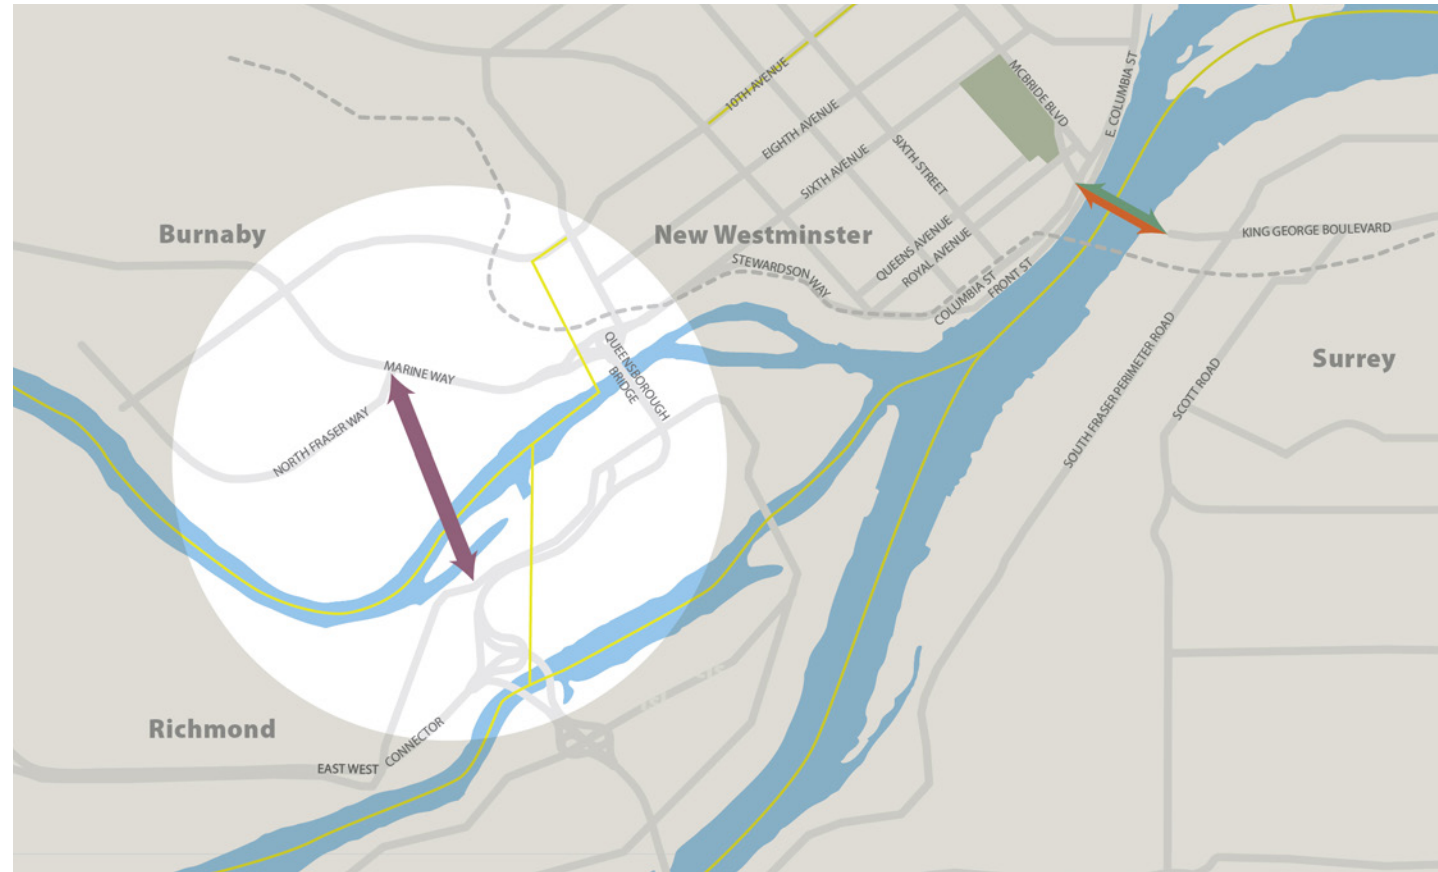 10TH AVENUE
MCBRIDE BLVD
E. COLUMBIA ST
EIGHTH AVENUE
SIXTH AVENUE
SIXTH STREET
Burnaby
New Westminster
QUEENS AVENUE
ROYAL AVENUE
KING GEORGE BOULEVARD
STEWARDSON WAY
COLUMBIA ST
FRONT ST
MARINE WAY
QUEENSBOROUGH
BRIDGE
Surrey
SOUTH FRASER PERIMETER ROAD
SCOTT ROAD
NORTH FRASER WAY
Richmond
EAST WEST CONNECTOR